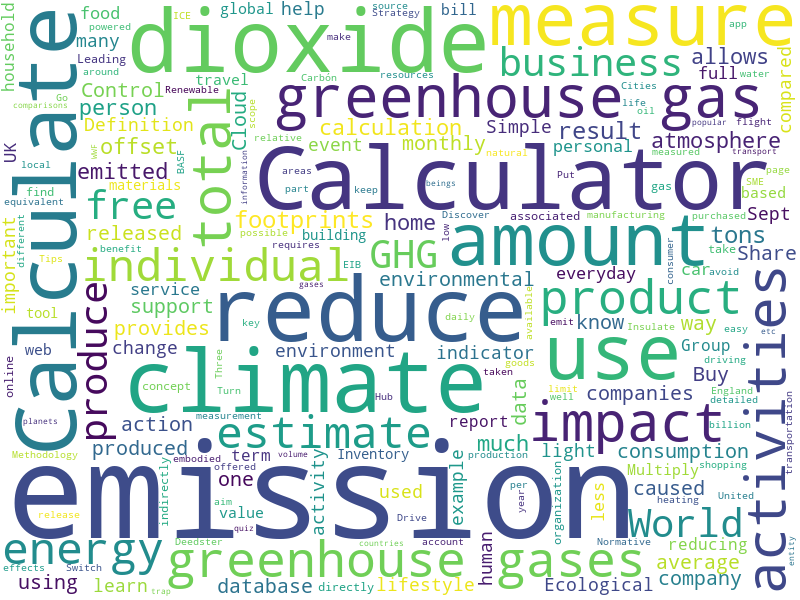 household
food
powered
many
ICE
Leading
around
global
help
Strategy
source
bill
make
dioxide
measure
app
business
allows
water
comparisons
Go
Control
person
travel
Renewable
Carbon
resources
Cities
life
oil
full
compared
Calculate
greenhouse gas
Definition
offset
total
Cloud
scope
calculation
event
monthly
relative
Simple
result
personal
flight
measured
popular
transport
atmosphere
UK
local
find
equivalent
emitted
materials
WWF
BASF
information
Calculator
areas
natural
part
keep
beings
Put
gas
SME
page
based
important
different
free
released
benefit
possible
footprints
home
requires
building
low
Discover
associated
manufacturing
purchased
Sept
tons
take
Share
Tips
tool
individual
EIB
GHG
amount
environmental
everyday
consumer
car
avoid
service
support
provides
key
gases
reduce
daily
available
product
emit
Insulate
easy
etc
know
way
online
web
produce
change
environment
indicator
Three
goods
use
Group
driving
concept
Turn
climate
taken
limit
well
Buy
England
detailed
planets
action
Hub
measurement
estimate
report
data
companies
impact
billion
activities
transportation
Methodology
produced
embodied
term
Inventory
much
light
consumption
shopping
indirectly
offered
volume
production
Multiply
one
aim
activity
example
per
year
used
organization
less
caused
heating
United
emission
release
value
quiz
Drive
account
World
Normative
reducing
entity
energy
countries
effects
Switch
Deedster
greenhouse gases
human
average
using
learn
trap
database
directly
lifestyle
Ecological
company